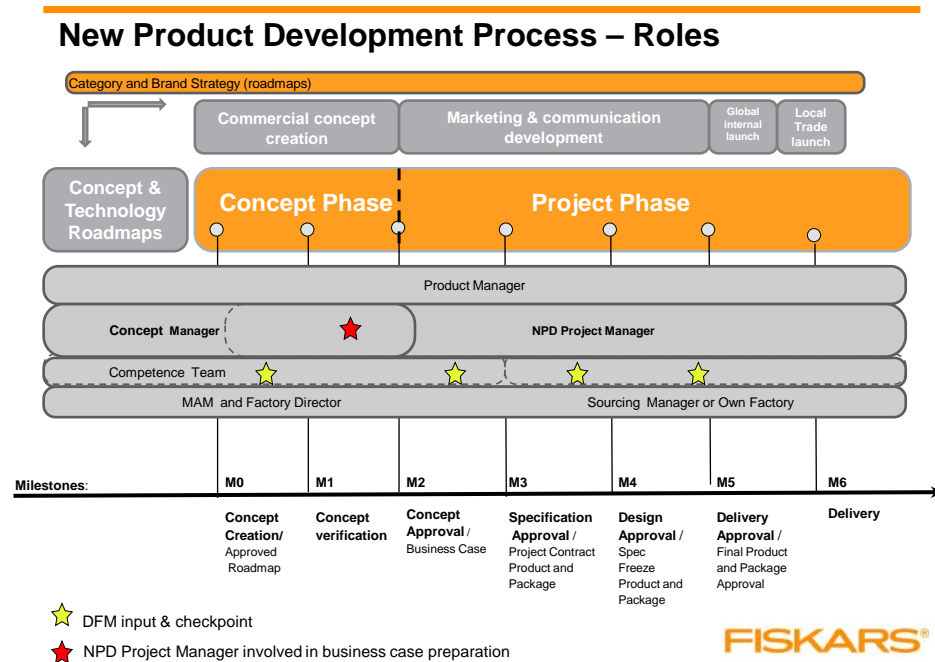 New Product Development Process – Roles
Category and Brand Strategy (roadmaps)
Commercial concept
creation
Marketing & communication
development
Global
internal
launch
Local
Trade
launch
Concept &
Technology
Roadmaps
Concept Phase
Project Phase
Product Manager
Concept Manager
NPD Project Manager
Competence Team
MAM and Factory Director
Sourcing Manager or Own Factory
Milestones:
M0
M1
M2
M3
M4
M5
M6
Concept
Creation/
Approved
Roadmap
Concept
verification
Concept
Approval /
Business Case
Specification
Approval /
Project Contract
Product and
Package
Design
Approval /
Spec
Freeze
Product and
Package
Delivery
Approval /
Final Product
and Package
Approval
Delivery
DFM input & checkpoint
NPD Project Manager involved in business case preparation
FISKARS®